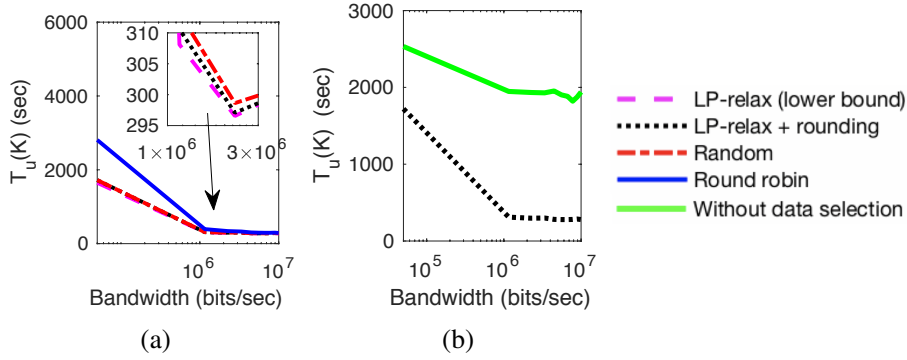 6000
4000
2000
0
T_u(K) (sec)
310
305
300
295
1×10^6
3×10^6
10^6
10^7
Bandwidth (bits/sec)
(a)
3000
2000
1000
0
T_u(K) (sec)
10^5
10^6
10^7
Bandwidth (bits/sec)
(b)
LP-relax (lower bound)
LP-relax + rounding
Random
Round robin
Without data selection